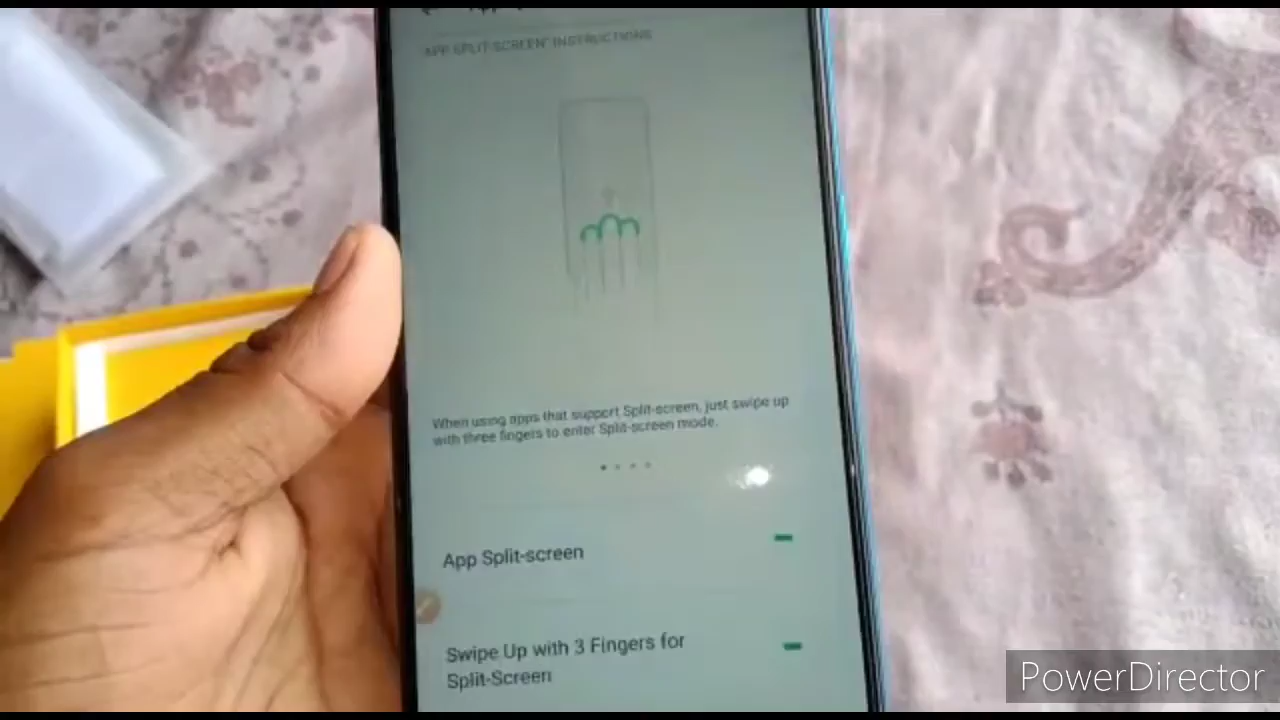 APP SPLIT-SCREEN" INSTRUCTIONS
When using apps that support Split-screen, just swipe up
with three fingers to enter Split-screen mode.
App Split-screen
Swipe Up with 3 Fingers for
Split-Screen
PowerDirector